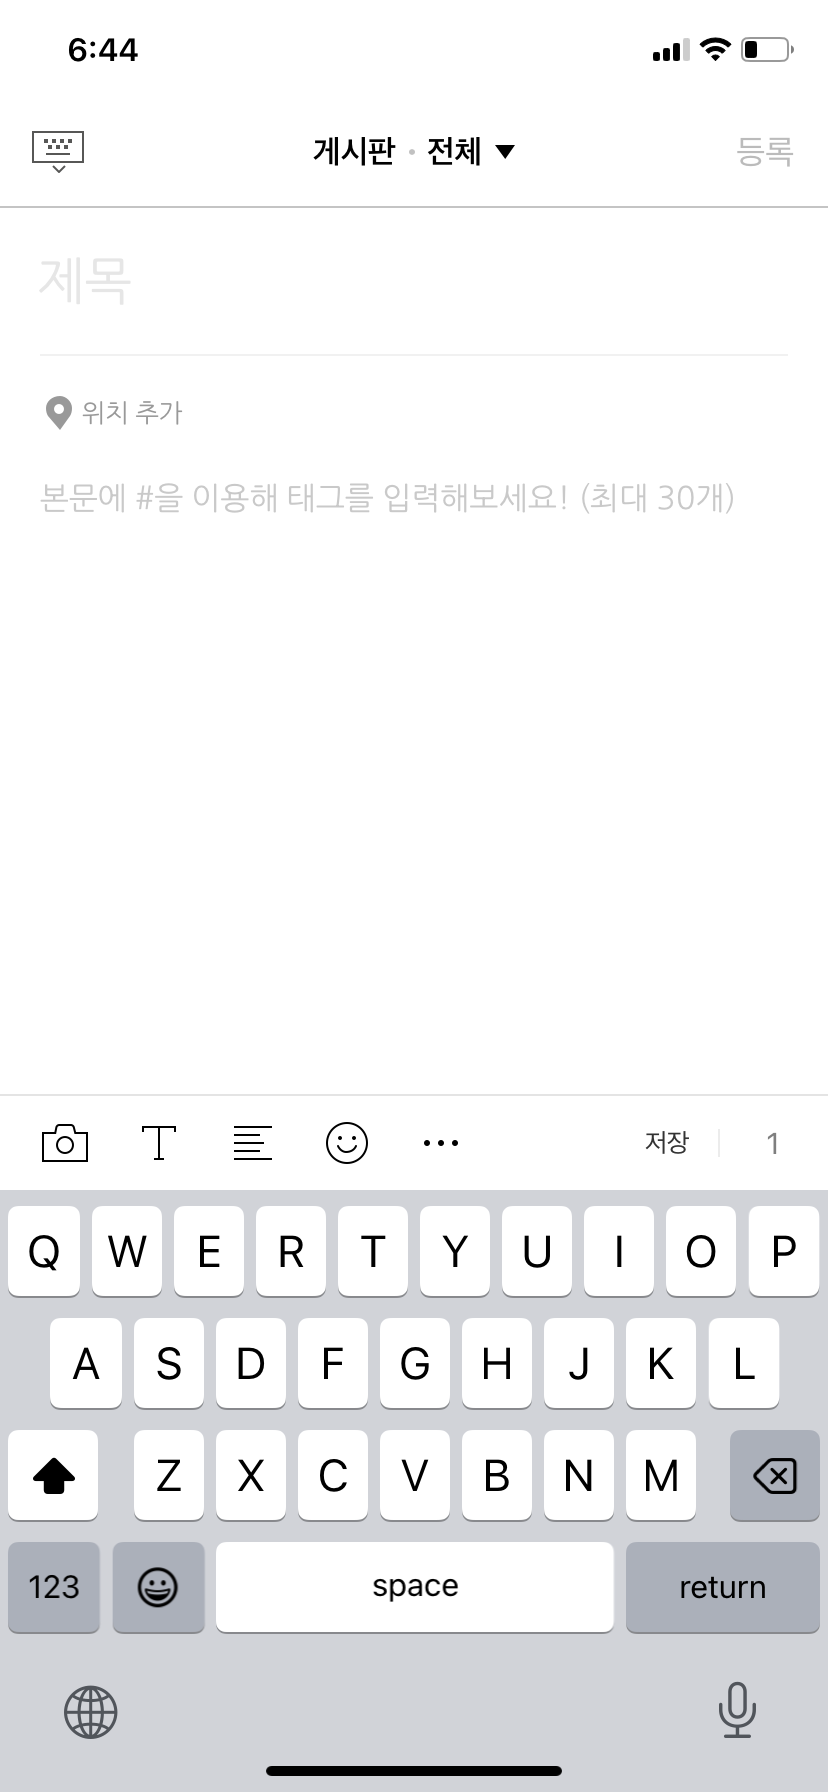 6:44
게시판 • 전체 ▼ 등록
제목
위치 추가
본문에 #을 이용해 태그를 입력해보세요! (최대 30개)
저장 1
Q W E R T Y U I O P
A S D F G H J K L
Z X C V B N M
123 space return